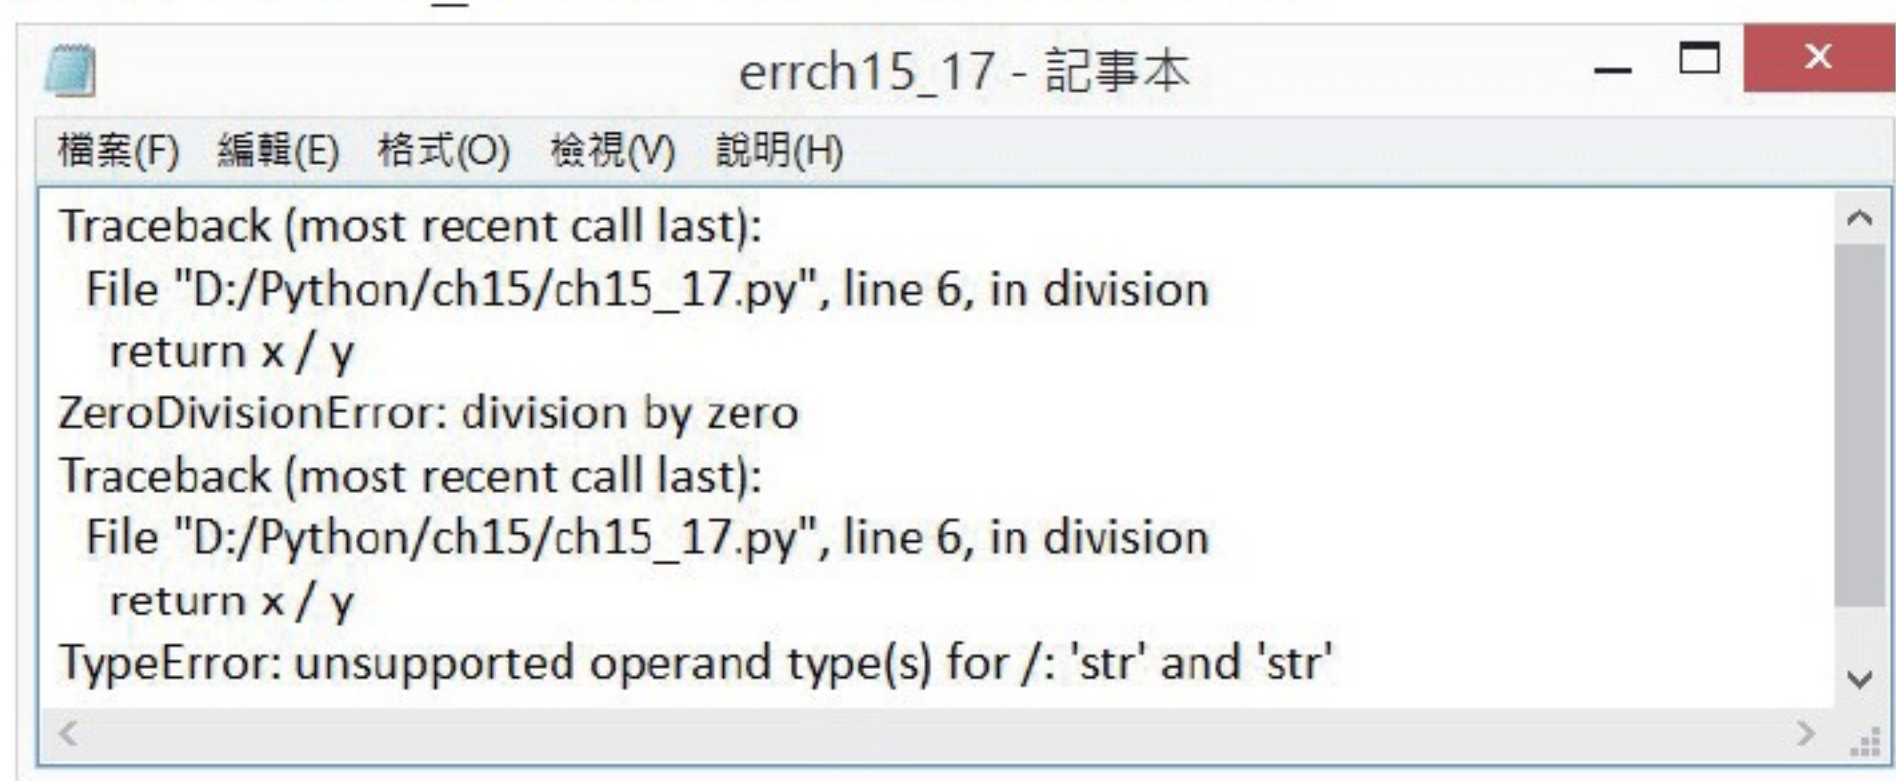 errch15_17 - 記事本
檔案(F) 編輯(E) 格式(O) 檢視(V) 說明(H)
Traceback (most recent call last):
  File "D:/Python/ch15/ch15_17.py", line 6, in division
    return x / y
ZeroDivisionError: division by zero
Traceback (most recent call last):
  File "D:/Python/ch15/ch15_17.py", line 6, in division
    return x / y
TypeError: unsupported operand type(s) for /: 'str' and 'str'